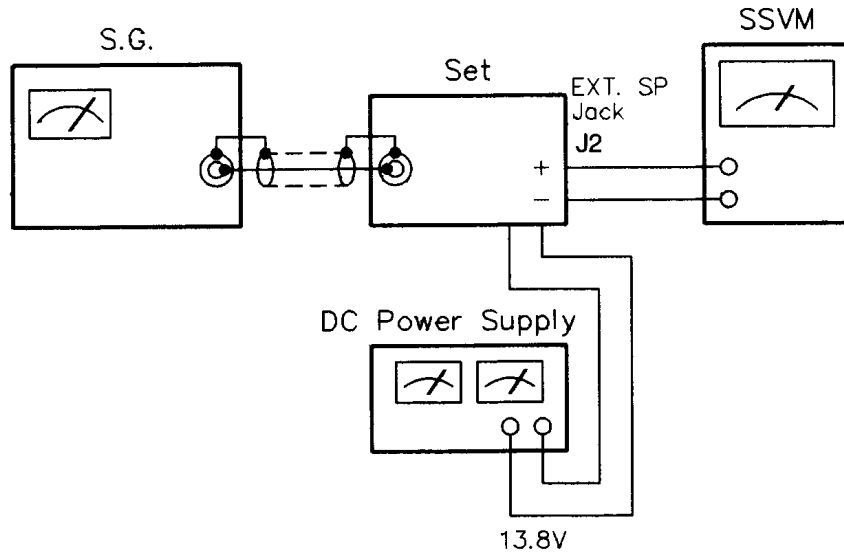 S.G.
Set
EXT. SP
Jack
J2
SSVM
+
−
DC Power Supply
13.8V